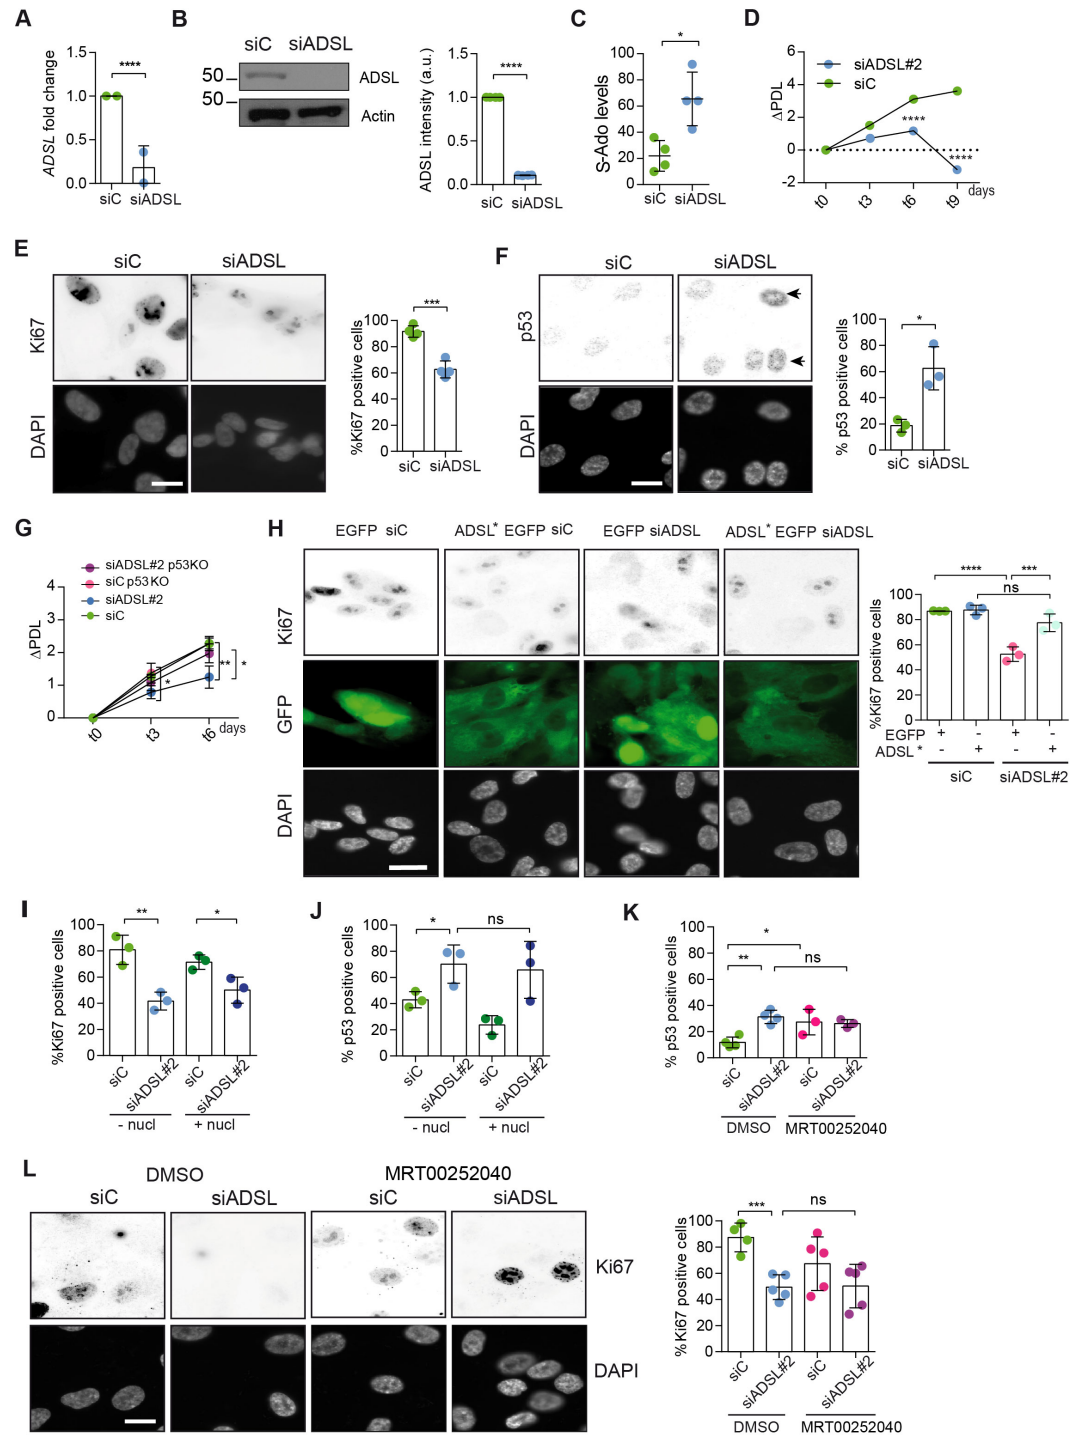 A
B
C
D
ADSL fold change
1.5
1.0
0.5
0.0
****
siC
siADSL
siC siADSL
50
50
ADSL
Actin
ADSL intensity (a.u.)
1.5
1.0
0.5
0.0
****
siC
siADSL
S-Ado levels
100
80
60
40
20
0
*
siC
siADSL
ΔPDL
6
4
2
0
-2
siADSL#2
siC
****
****
t0
t3
t6
t9
days
E
siC
siADSL
Ki67
DAPI
%Ki67 positive cells
100
80
60
40
20
0
***
siC
siADSL
F
siC
siADSL
p53
DAPI
% p53 positive cells
100
80
60
40
20
0
*
siC
siADSL
G
siADSL#2 p53KO
siC p53KO
siADSL#2
siC
ΔPDL
4
3
2
1
0
*
**
*
t0
t3
t6
days
H
EGFP siC
ADSL* EGFP siC
EGFP siADSL
ADSL* EGFP siADSL
Ki67
GFP
DAPI
%Ki67 positive cells
100
80
60
40
20
0
****
***
ns
EGFP + - + -
ADSL* - + - +
siC
siADSL#2
I
%Ki67 positive cells
100
80
60
40
20
0
**
*
siC
siADSL#2
siC
siADSL#2
- nucl
+ nucl
J
% p53 positive cells
100
80
60
40
20
0
*
ns
siC
siADSL#2
siC
siADSL#2
- nucl
+ nucl
K
% p53 positive cells
100
80
60
40
20
0
*
**
ns
siC
siADSL#2
siC
siADSL#2
DMSO
MRT00252040
L
DMSO
MRT00252040
siC
siADSL
siC
siADSL
Ki67
DAPI
%Ki67 positive cells
100
80
60
40
20
0
***
ns
siC
siADSL#2
siC
siADSL#2
DMSO
MRT00252040